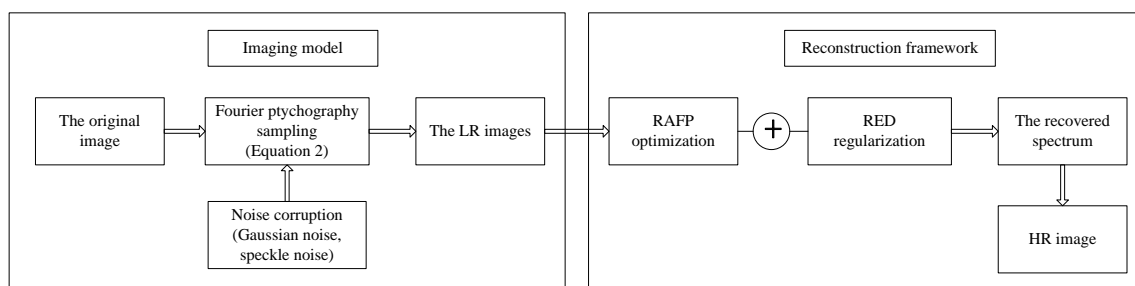 Imaging model
The original
image
Fourier ptychography
sampling
(Equation 2)
The LR images
Noise corruption
(Gaussian noise,
speckle noise)
Reconstruction framework
RAFP
optimization
+
RED
regularization
The recovered
spectrum
HR image